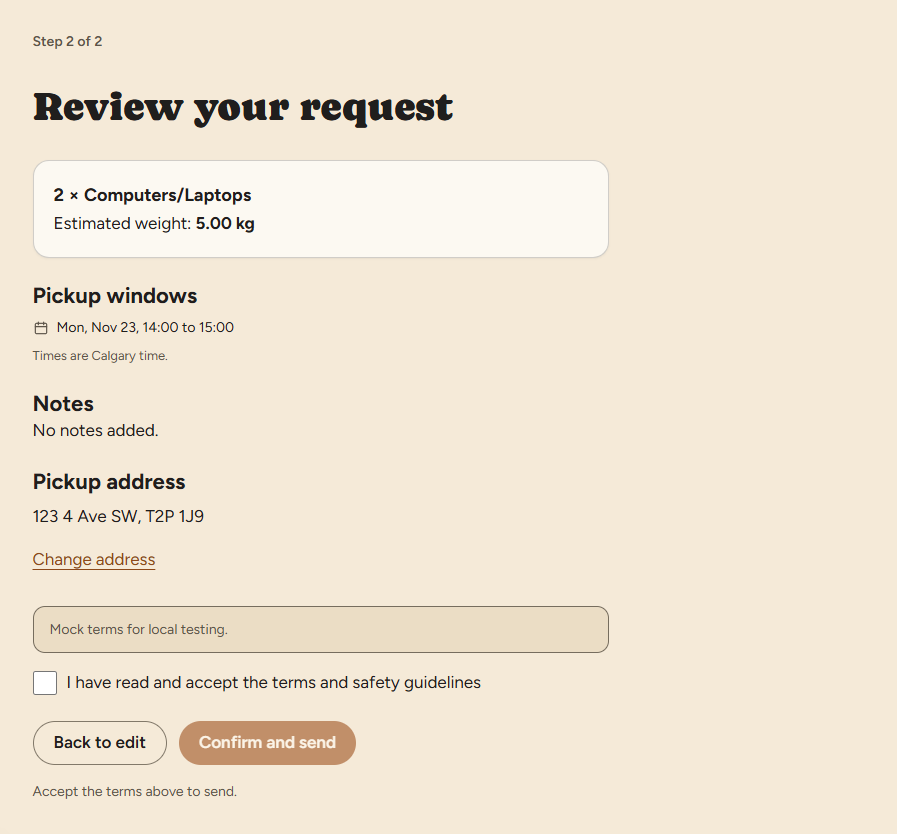 Step 2 of 2
Review your request
2 × Computers/Laptops
Estimated weight: 5.00 kg
Pickup windows
Mon, Nov 23, 14:00 to 15:00
Times are Calgary time.
Notes
No notes added.
Pickup address
123 4 Ave SW, T2P 1J9
Change address
Mock terms for local testing.
I have read and accept the terms and safety guidelines
Back to edit
Confirm and send
Accept the terms above to send.